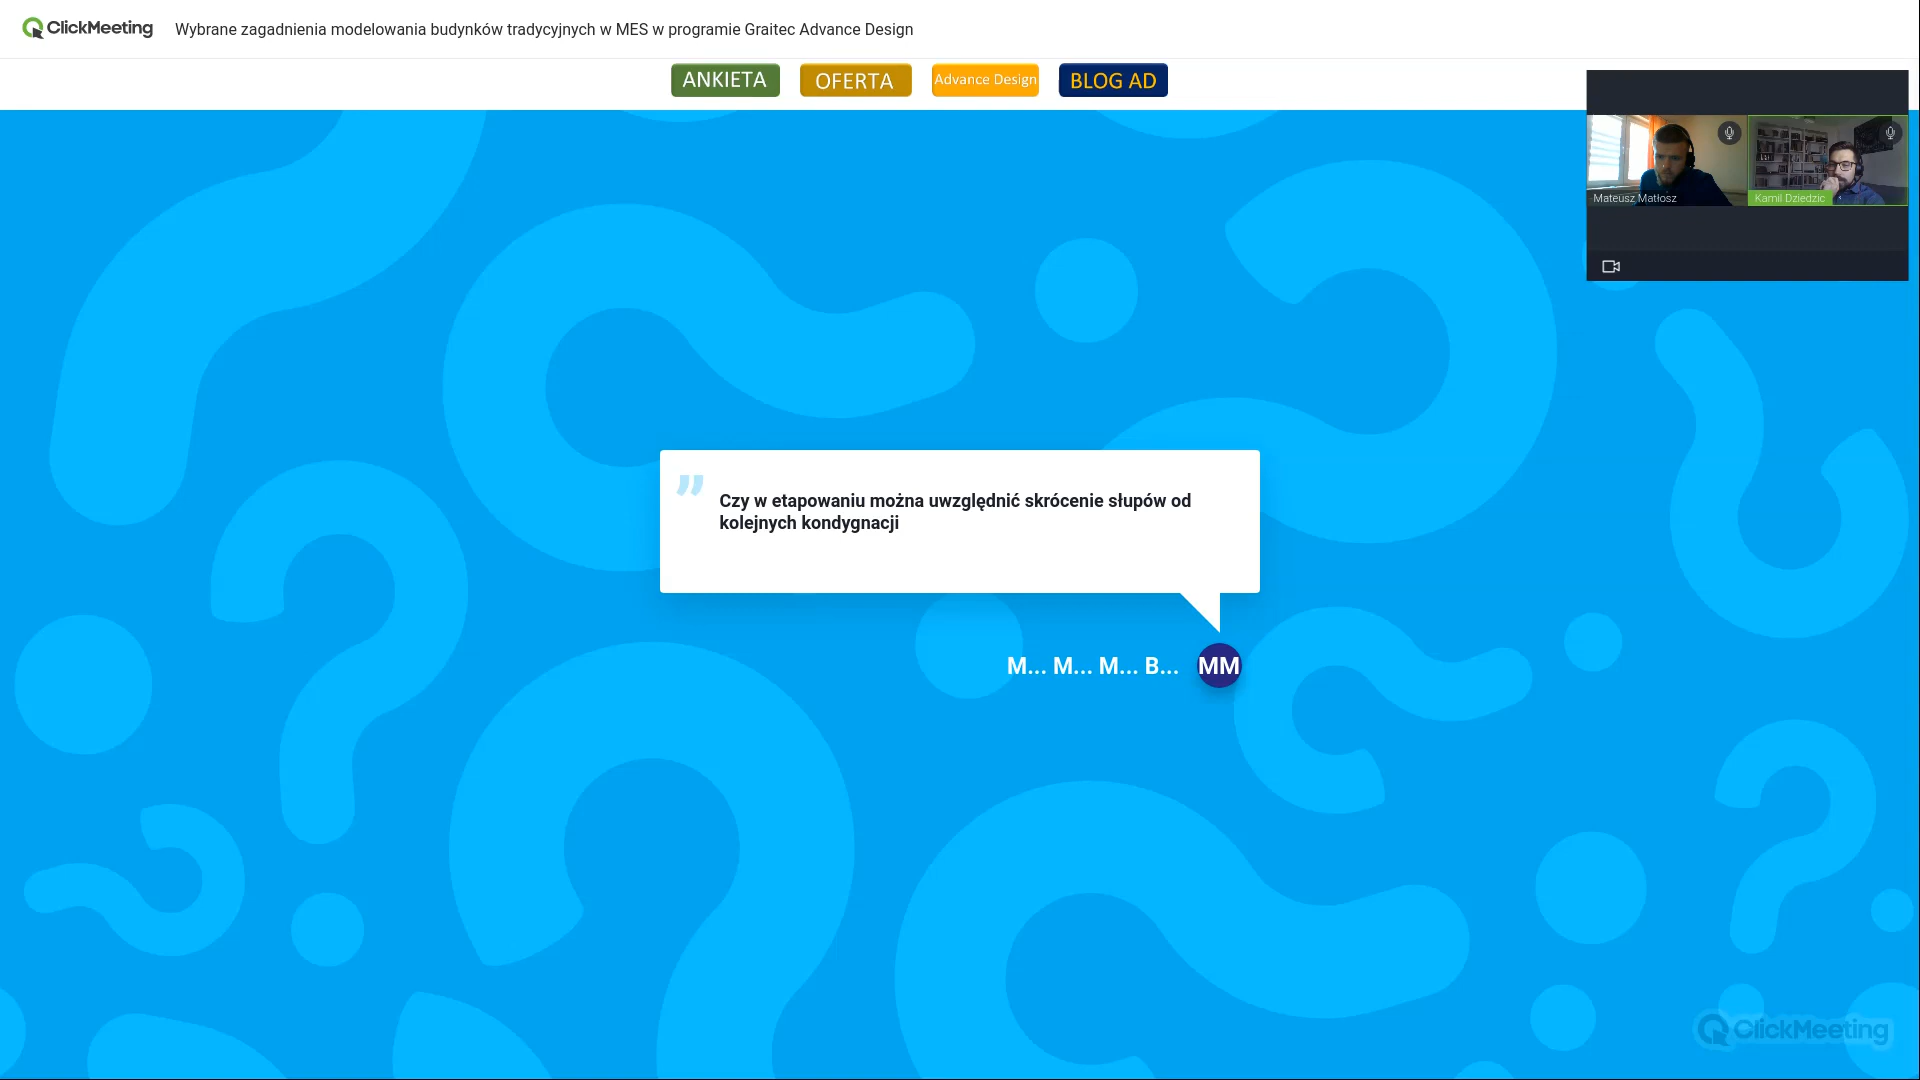 ClickMeeting
Wybrane zagadnienia modelowania budynków tradycyjnych w MES w programie Graitec Advance Design
ANKIETA
OFERTA
Advance Design
BLOG AD
Mateusz Matłosz
Kamil Dziedzic
Czy w etapowaniu można uwzględnić skrócenie słupów od
kolejnych kondygnacji
M... M... M... B...
MM
ClickMeeting